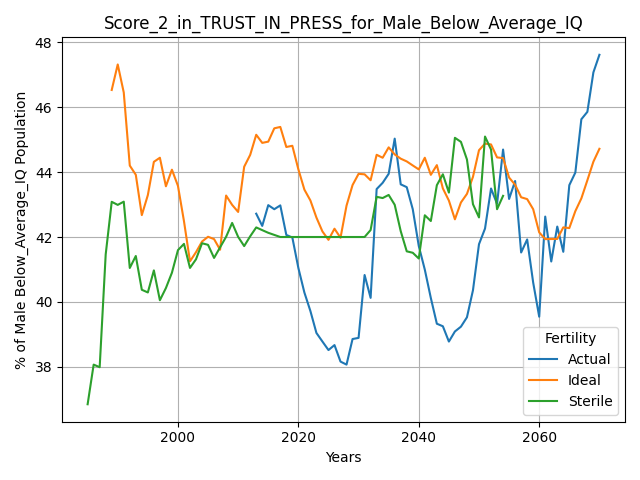 Score_2_in_TRUST_IN_PRESS_for_Male_Below_Average_IQ
% of Male Below_Average_IQ Population
48
46
44
42
40
38
2000
2020
2040
2060
Years
Fertility
Actual
Ideal
Sterile